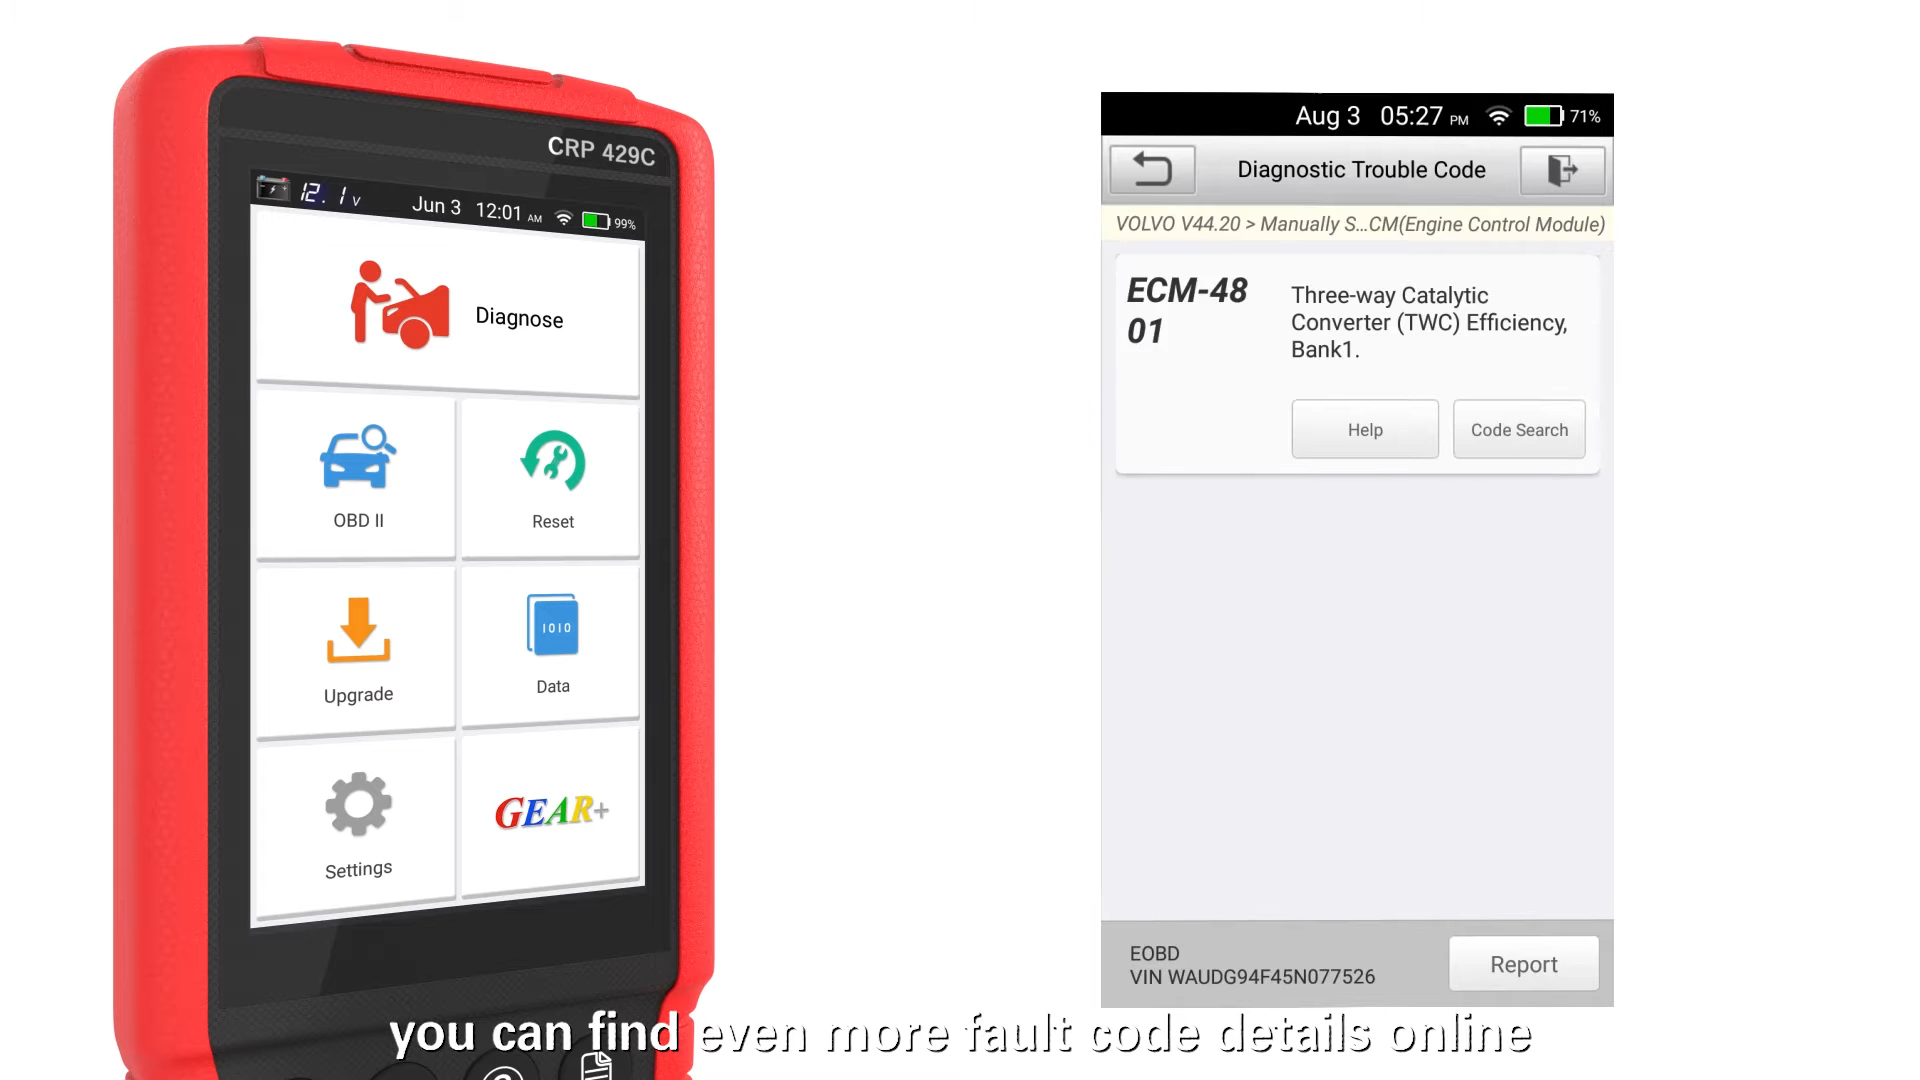 CRP 429C
12.1 v
Jun 3 12:01 AM 99%
Diagnose
OBD II
Reset
Upgrade
1010
Data
Settings
GEAR+
Aug 3 05:27 PM 71%
Diagnostic Trouble Code
VOLVO V44.20 > Manually S...CM(Engine Control Module)
ECM-48
01
Three-way Catalytic
Converter (TWC) Efficiency,
Bank1.
Help
Code Search
EOBD
VIN WAUDG94F45N077526
Report
you can find even more fault code details online